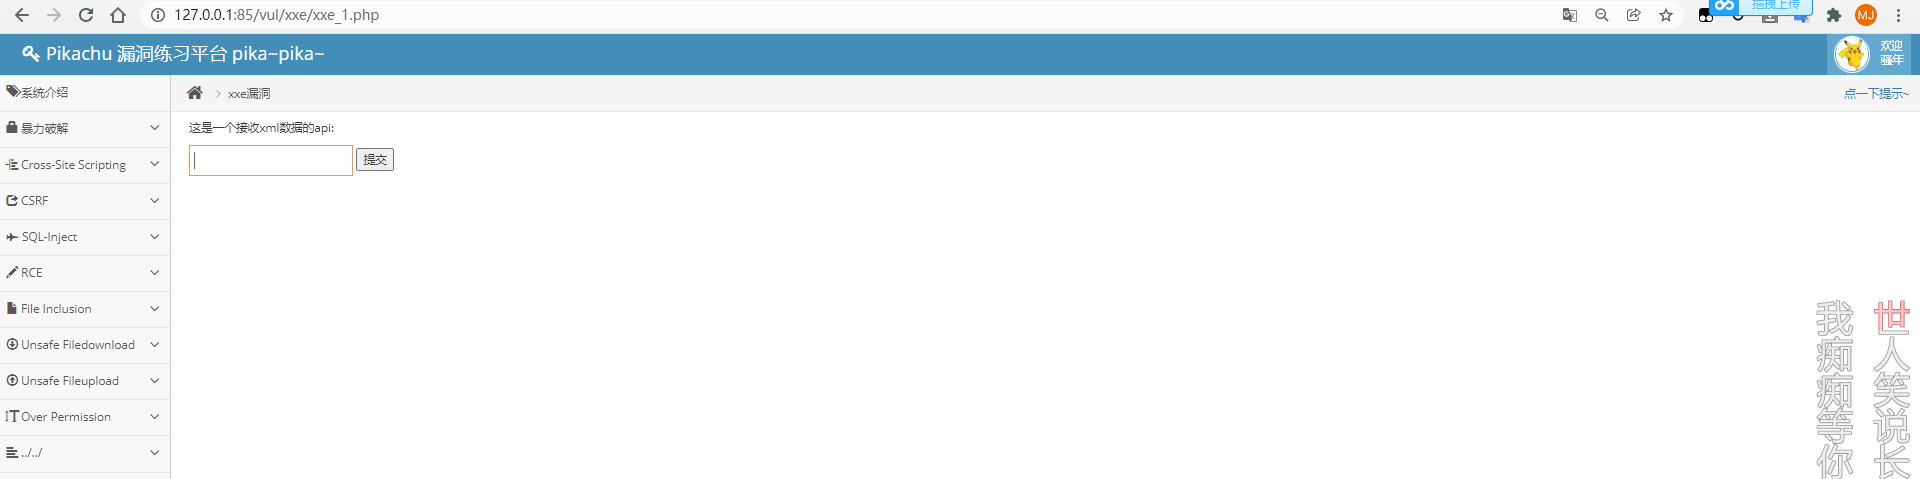 127.0.0.1:85/vul/xxe/xxe_1.php
拖拽上传
MJ
Pikachu 漏洞练习平台 pika~pika~
欢迎
骚年
系统介绍
xxe漏洞
点一下提示~
暴力破解
这是一个接收xml数据的api:
提交
Cross-Site Scripting
CSRF
SQL-Inject
RCE
File Inclusion
Unsafe Filedownload
Unsafe Fileupload
Over Permission
../../
世人笑说长
我痴痴等你